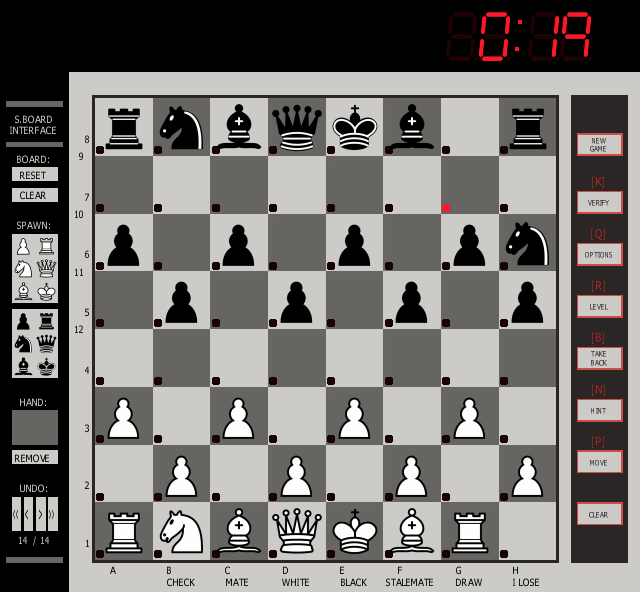 0:19
S.BOARD
INTERFACE
BOARD:
RESET
CLEAR
SPAWN:
HAND:
REMOVE
UNDO:
14 / 14
8
9
7
10
6
11
5
12
4
3
2
1
A B C D E F G H
CHECK MATE WHITE BLACK STALEMATE DRAW I LOSE
NEW
GAME
[K]
VERIFY
[Q]
OPTIONS
[R]
LEVEL
[B]
TAKE
BACK
[N]
HINT
[P]
MOVE
CLEAR